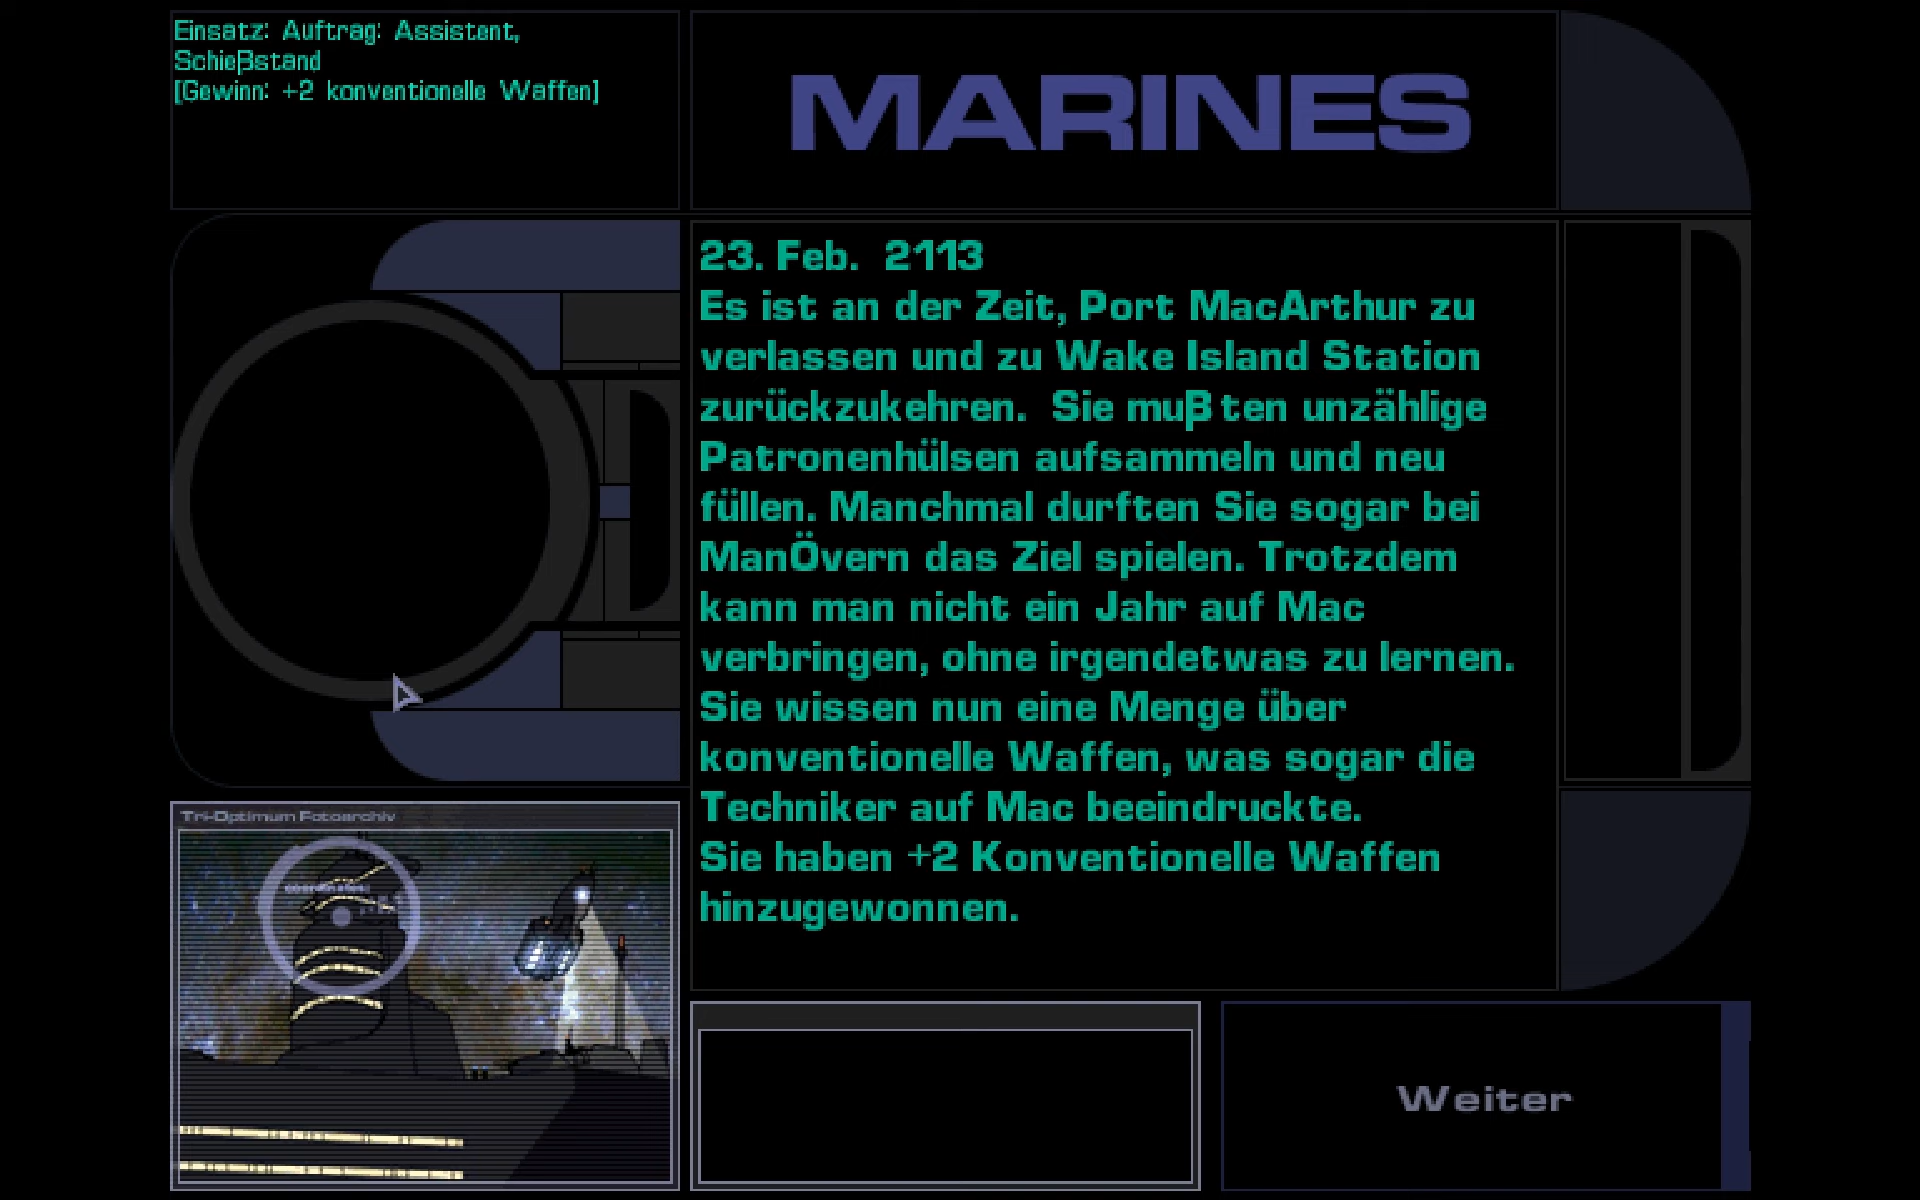 Einsatz: Auftrag: Assistent,
Schießstand
[Gewinn: +2 konventionelle Waffen]
MARINES
23. Feb. 2113
Es ist an der Zeit, Port MacArthur zu
verlassen und zu Wake Island Station
zurückzukehren. Sie mußten unzählige
Patronenhülsen aufsammeln und neu
füllen. Manchmal durften Sie sogar bei
ManÖvern das Ziel spielen. Trotzdem
kann man nicht ein Jahr auf Mac
verbringen, ohne irgendetwas zu lernen.
Sie wissen nun eine Menge über
konventionelle Waffen, was sogar die
Techniker auf Mac beeindruckte.
Sie haben +2 Konventionelle Waffen
hinzugewonnen.
Tri-Optimum Fotoarchiv
coordinates:
Weiter